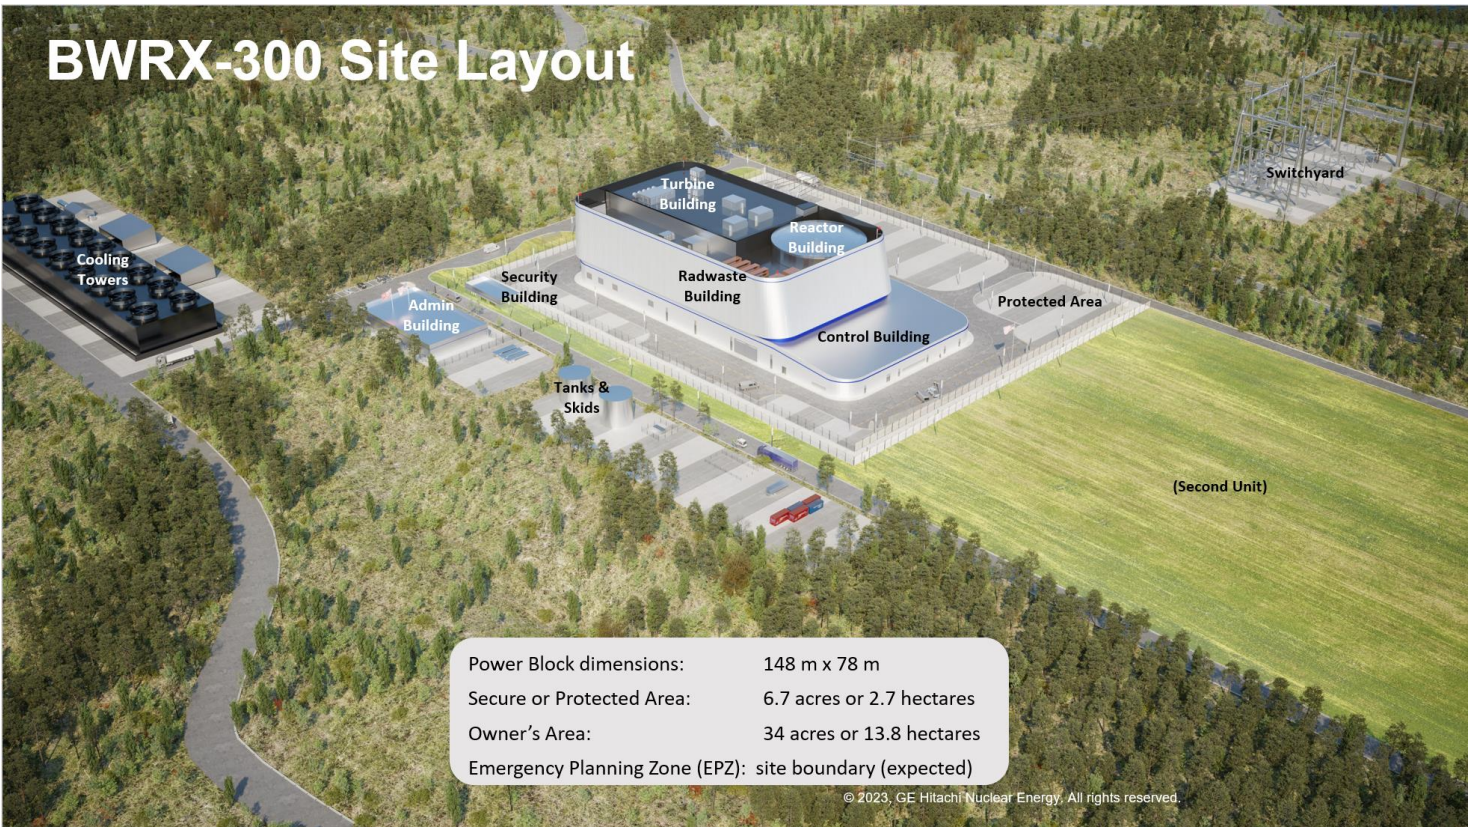 BWRX-300 Site Layout
Switchyard
Turbine
Building
Reactor
Building
Cooling
Towers
Security
Building
Radwaste
Building
Admin
Building
Protected Area
Control Building
Tanks &
Skids
(Second Unit)
Power Block dimensions: 148 m x 78 m
Secure or Protected Area: 6.7 acres or 2.7 hectares
Owner’s Area: 34 acres or 13.8 hectares
Emergency Planning Zone (EPZ): site boundary (expected)
© 2023, GE Hitachi Nuclear Energy, All rights reserved.